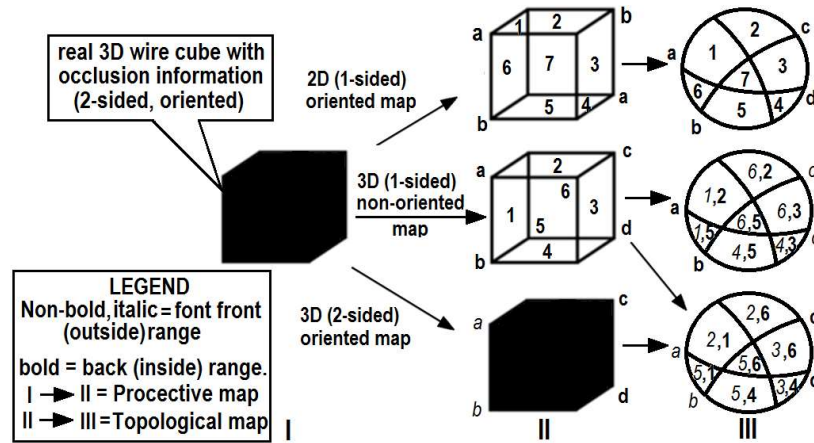 real 3D wire cube with
occlusion information
(2-sided, oriented)
2D (1-sided)
oriented map
3D (1-sided)
non-oriented
map
3D (2-sided)
oriented map
LEGEND
Non-bold, italic = font front
(outside) range
bold = back (inside) range.
I → II = Procective map
II → III = Topological map
I
a 1 2 b
6 7 3
5 4 a
b
a 2 c
6
1 5 3
b 4 d
a c
b d
II
1 2 c
a 7 3
6 5 4 d
b
6,2 c
1,2 6,3
a 6,5
1,5 4,5 4,3 d
b
2,6 c
2,1 3,6
a 5,6
5,1 5,4 3,4 d
b
III